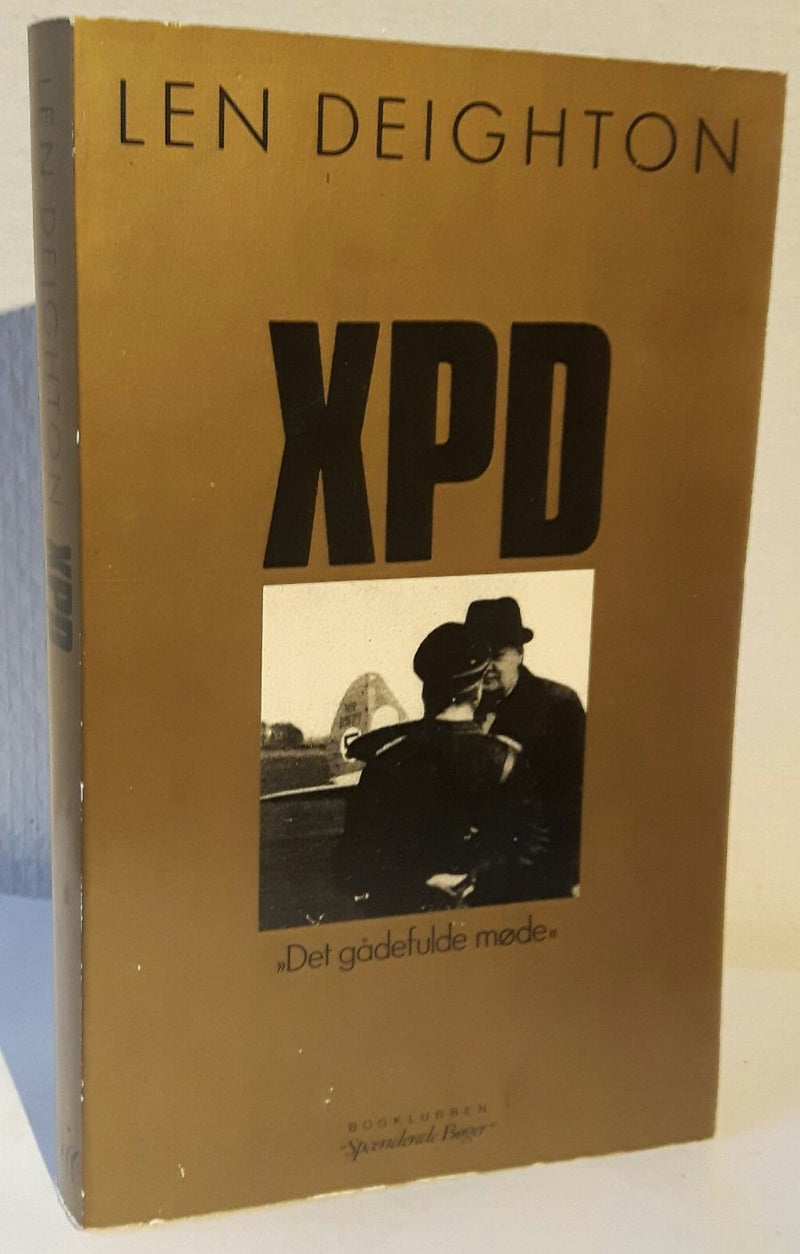 LEN DEIGHTON
XPD
»Det gådefulde møde«
BOGKLUBBEN
"Spændende Bøger"
LEN DEIGHTON XPD